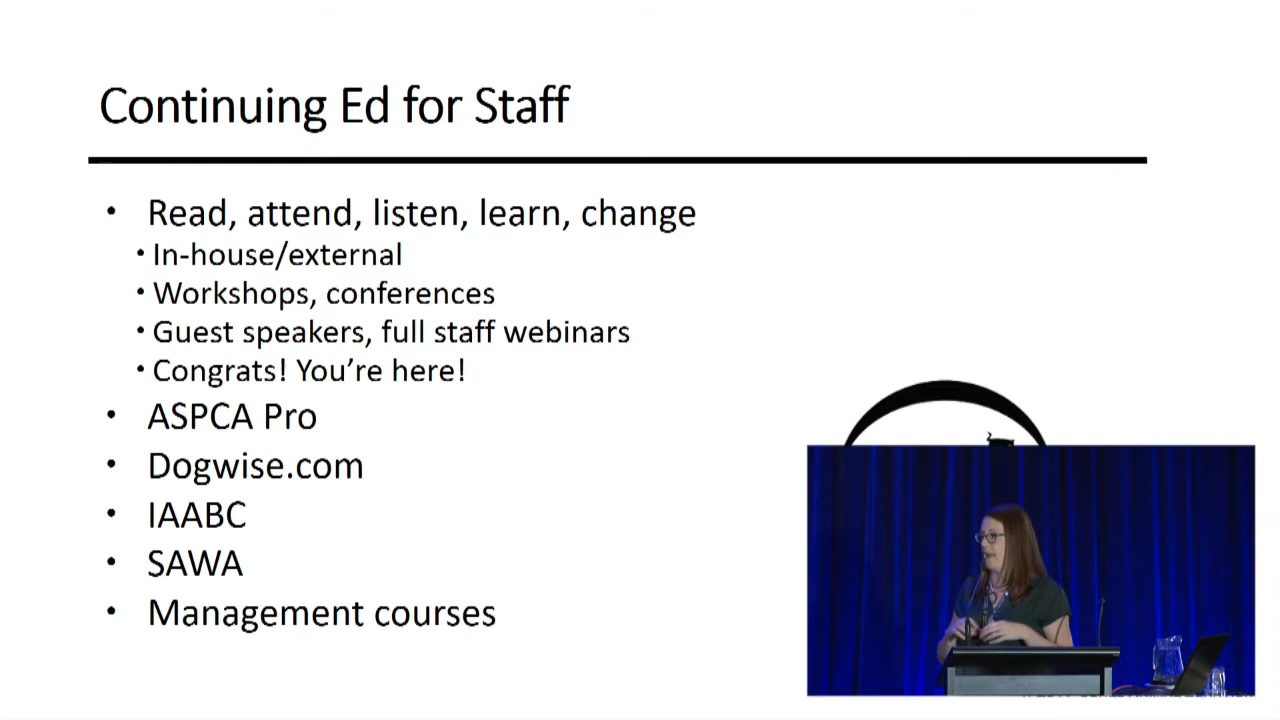 Continuing Ed for Staff
• Read, attend, listen, learn, change
• In-house/external
• Workshops, conferences
• Guest speakers, full staff webinars
• Congrats! You’re here!
• ASPCA Pro
• Dogwise.com
• IAABC
• SAWA
• Management courses